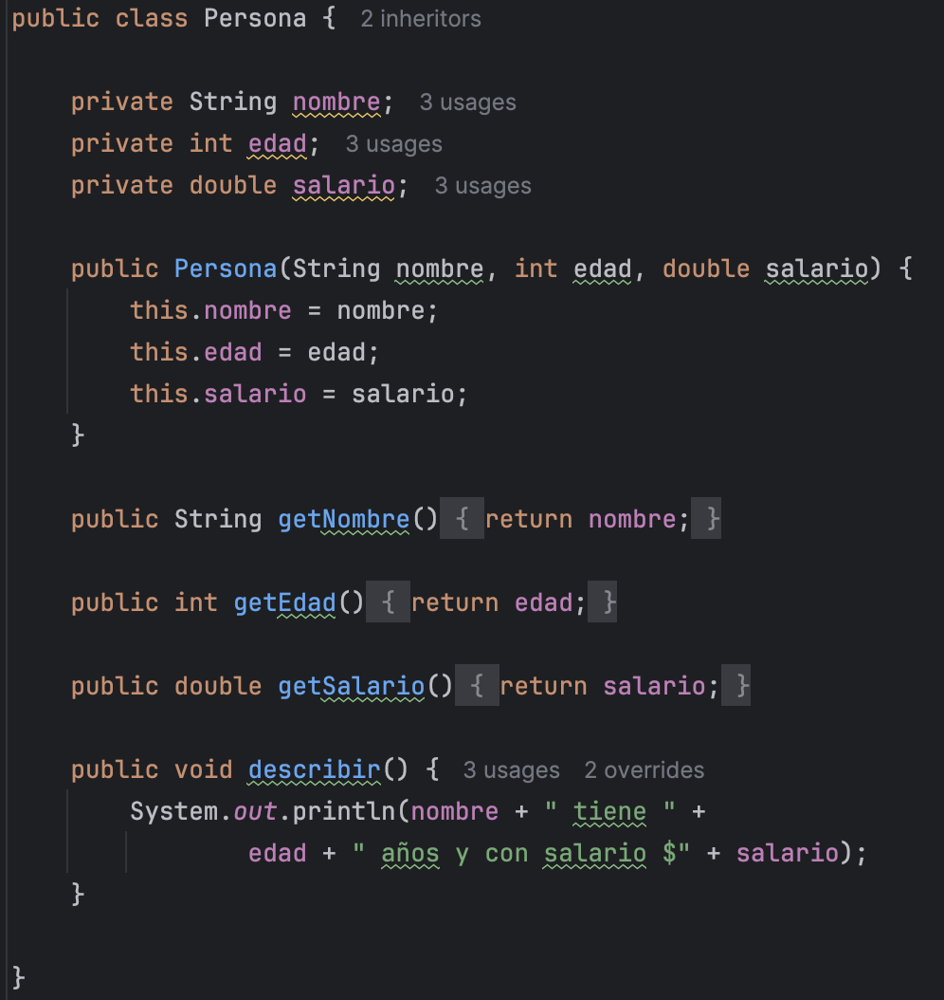 public class Persona {   2 inheritors
private String nombre;   3 usages
private int edad;   3 usages
private double salario;   3 usages
public Persona(String nombre, int edad, double salario) {
this.nombre = nombre;
this.edad = edad;
this.salario = salario;
}
public String getNombre() { return nombre; }
public int getEdad() { return edad; }
public double getSalario() { return salario; }
public void describir() {   3 usages   2 overrides
System.out.println(nombre + " tiene " +
edad + " años y con salario $" + salario);
}
}